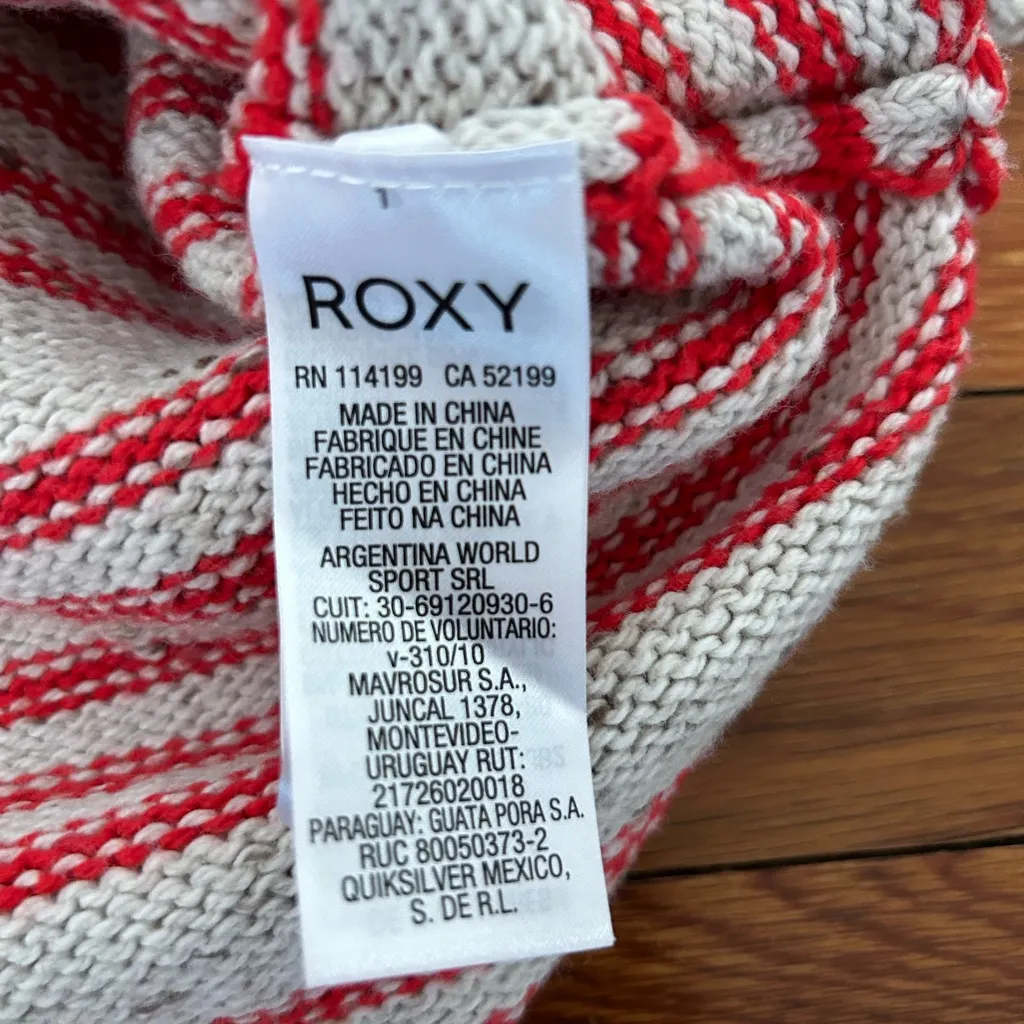 1
ROXY
RN 114199 CA 52199
MADE IN CHINA
FABRIQUE EN CHINE
FABRICADO EN CHINA
HECHO EN CHINA
FEITO NA CHINA
ARGENTINA WORLD
SPORT SRL
CUIT: 30-69120930-6
NUMERO DE VOLUNTARIO:
v-310/10
MAVROSUR S.A.,
JUNCAL 1378,
MONTEVIDEO-
URUGUAY RUT:
21726020018
PARAGUAY: GUATA PORA S.A.
RUC 80050373-2
QUIKSILVER MEXICO,
S. DE R.L.